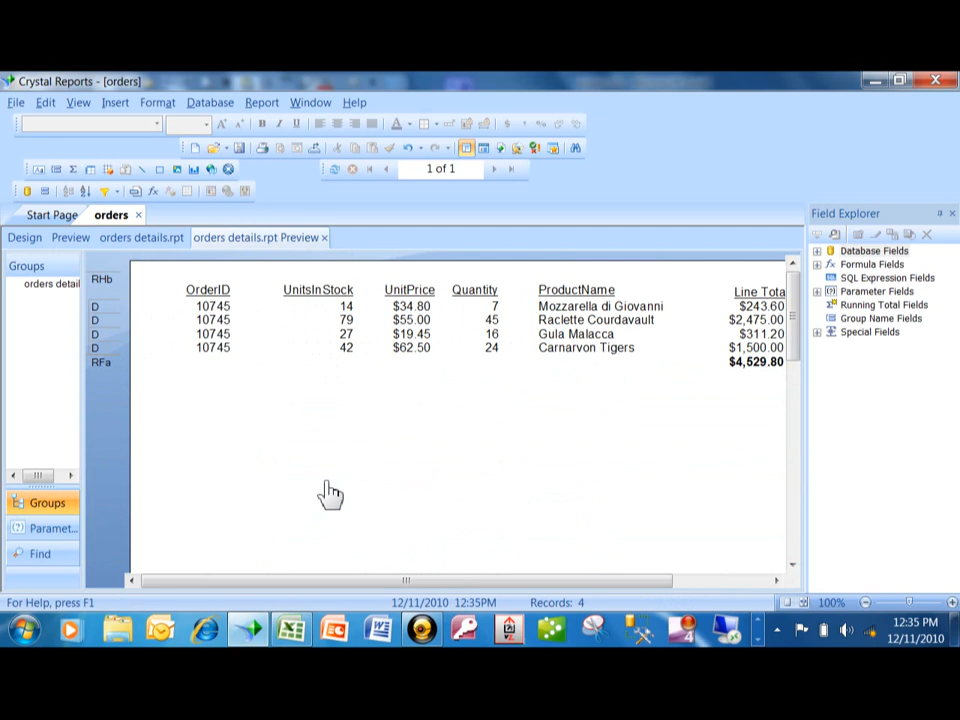 Crystal Reports - [orders]
File Edit View Insert Format Database Report Window Help
1 of 1
Start Page orders
Design Preview orders details.rpt orders details.rpt Preview
Groups
orders detail
RHb
OrderID UnitsInStock UnitPrice Quantity ProductName Line Tota
D 10745 14 $34.80 7 Mozzarella di Giovanni $243.60
D 10745 79 $55.00 45 Raclette Courdavault $2,475.00
D 10745 27 $19.45 16 Gula Malacca $311.20
D 10745 42 $62.50 24 Carnarvon Tigers $1,500.00
RFa $4,529.80
Groups
Paramet...
Find
Field Explorer
Database Fields
Formula Fields
SQL Expression Fields
Parameter Fields
Running Total Fields
Group Name Fields
Special Fields
For Help, press F1 12/11/2010 12:35PM Records: 4 100%
12:35 PM
12/11/2010